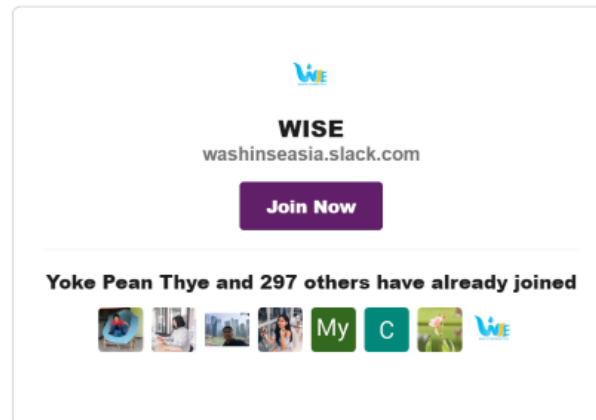 WISE
WISE
washinseasia.slack.com
Join Now
Yoke Pean Thye and 297 others have already joined
My
C
WISE